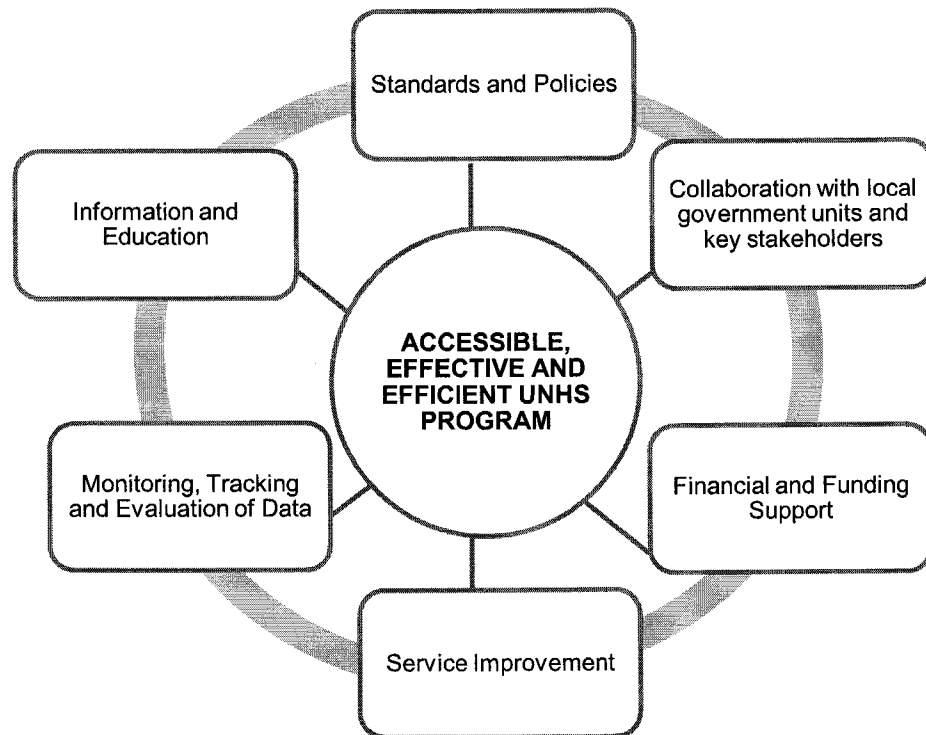 Standards and Policies
Collaboration with local
government units and
key stakeholders
Information and
Education
ACCESSIBLE,
EFFECTIVE AND
EFFICIENT UNHS
PROGRAM
Monitoring, Tracking
and Evaluation of Data
Financial and Funding
Support
Service Improvement